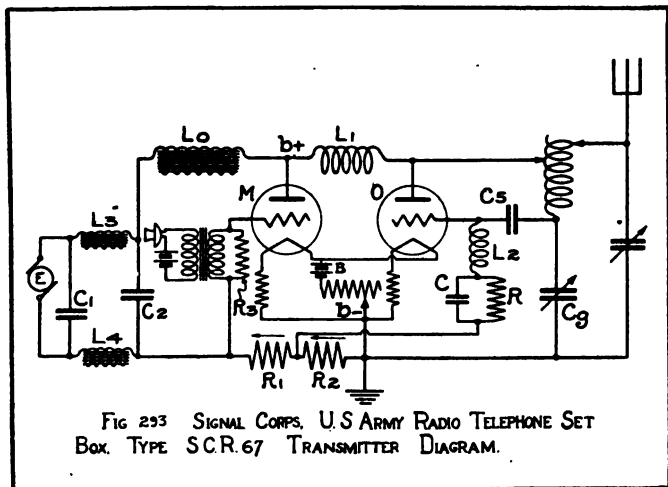 L0
b+
L1
M
O
C5
L3
E
C1
C2
R3
B
b-
L2
C
R
Cg
L4
R1
R2
FIG 293 SIGNAL CORPS, U.S ARMY RADIO TELEPHONE SET
BOX, TYPE S C.R. 67 TRANSMITTER DIAGRAM.